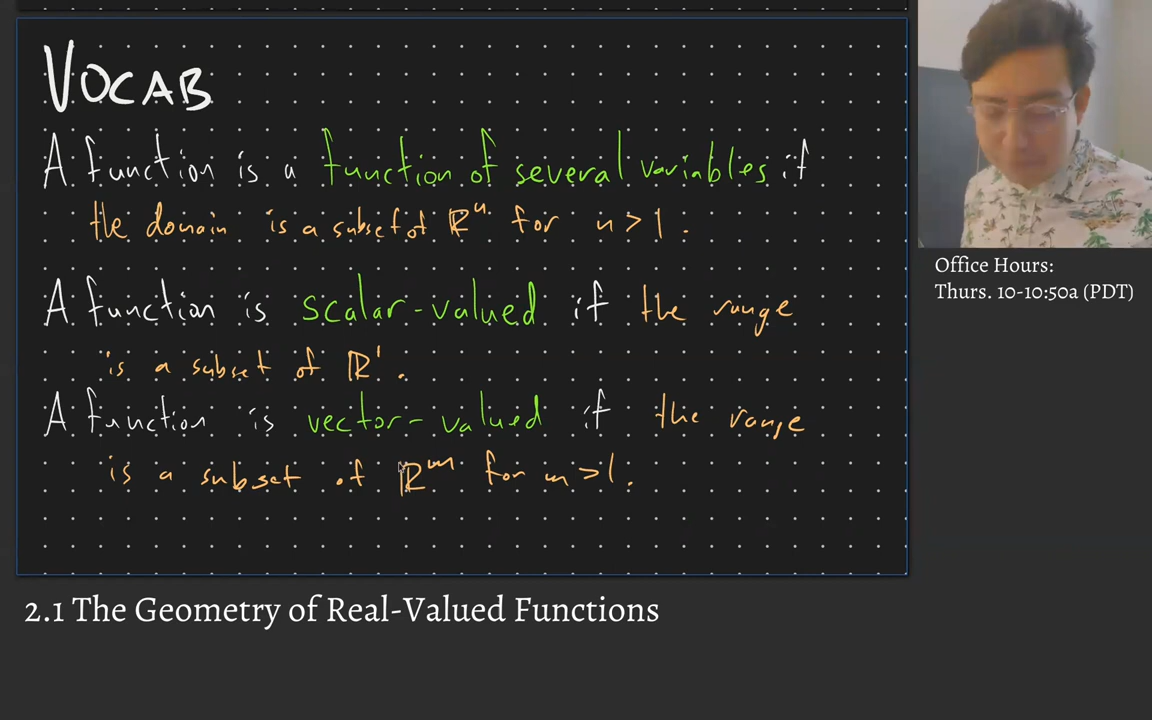 VOCAB
A function is a function of several variables if
the domain is a subset of ℝⁿ for n > 1.
A function is scalar-valued if the range
is a subset of ℝ¹.
A function is vector-valued if the range
is a subset of ℝᵐ for m > 1.
Office Hours:
Thurs. 10-10:50a (PDT)
2.1 The Geometry of Real-Valued Functions